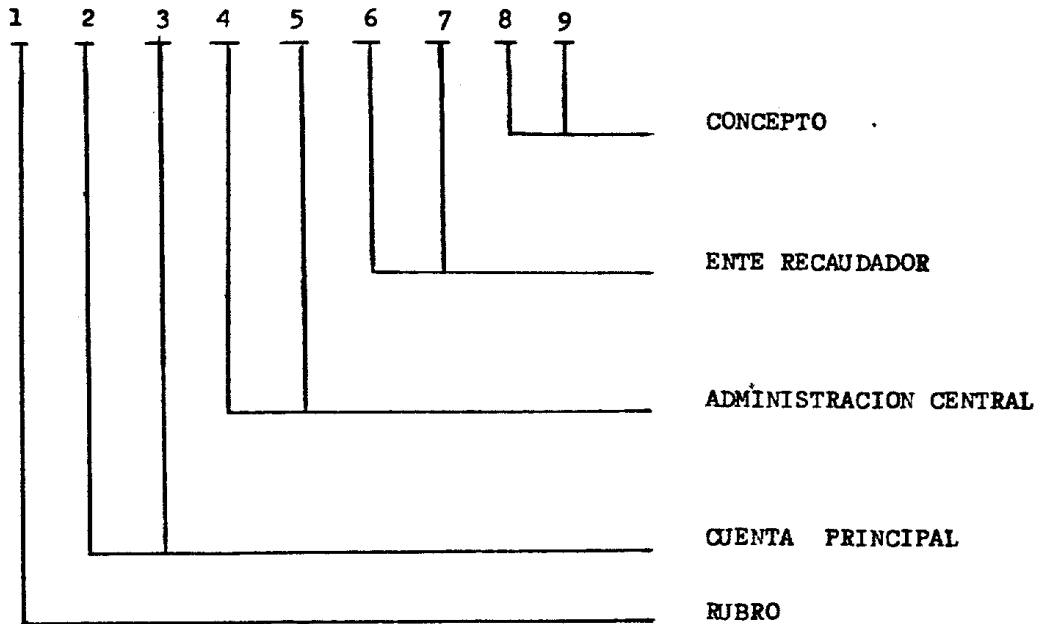 1 2 3 4 5 6 7 8 9
CONCEPTO
ENTE RECAUDADOR
ADMINISTRACION CENTRAL
CUENTA PRINCIPAL
RUBRO